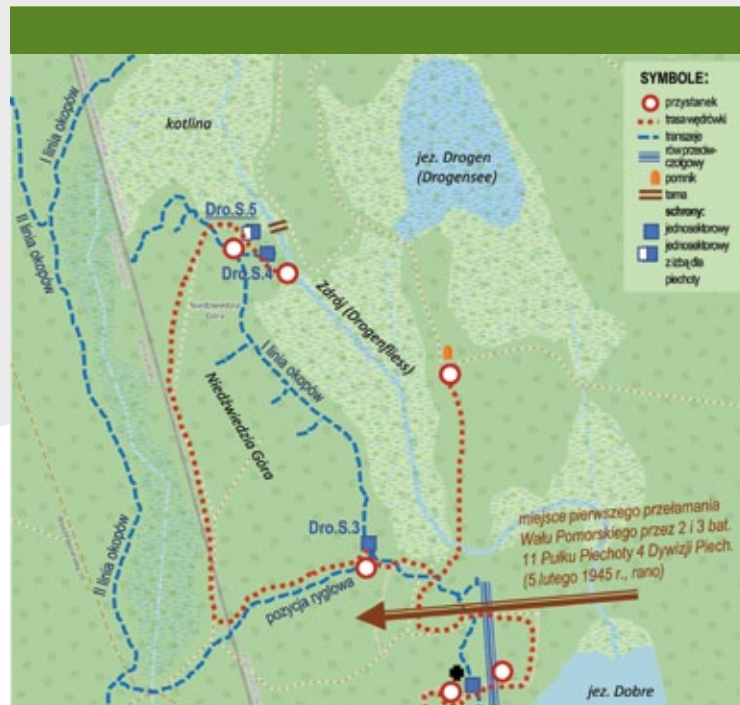 SYMBOLE:
przystanek
trasa wędrówki
transzeje
rów przeciw-
czołgowy
pomnik
tama
schrony:
jednosektorowy
jednosektorowy
z izbą dla
piechoty
kotlina
jez. Drogen
(Drogensee)
I linia okopów
II linia okopów
Dro.S.5
Dro.S.4
Niedźwiedzia
Góra
Zdrój (Drogenfliess)
I linia okopów
Niedźwiedzia Góra
Dro.S.3
miejsce pierwszego przełamania
Wału Pomorskiego przez 2 i 3 bat.
11 Pułku Piechoty 4 Dywizji Piech.
(5 lutego 1945 r., rano)
II linia okopów
pozycja ryglowa
jez. Dobre